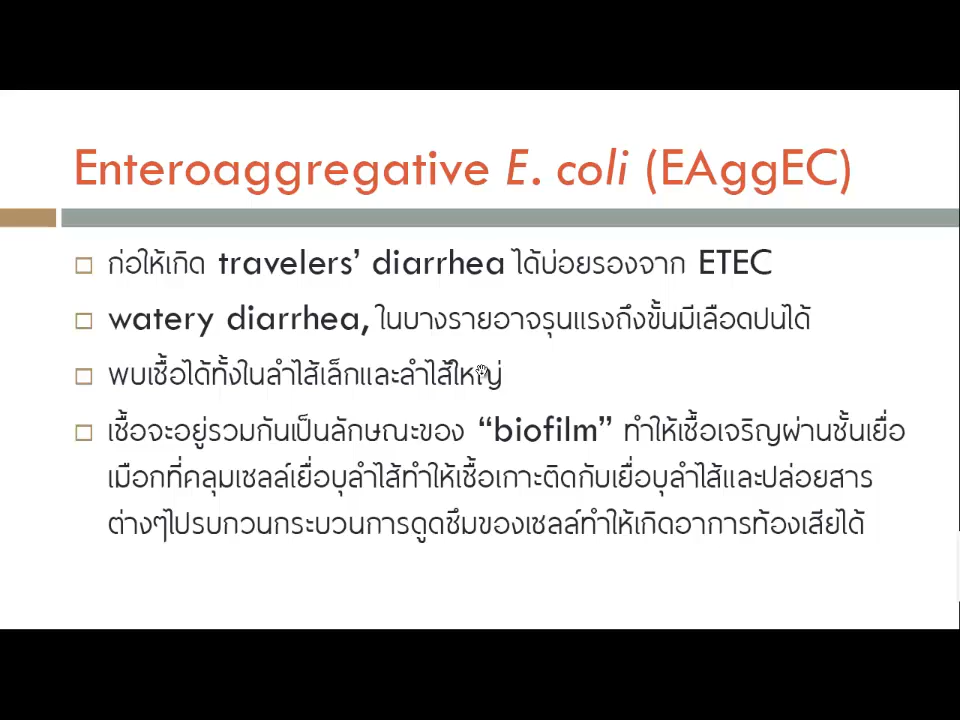 Enteroaggregative E. coli (EAggEC)
ก่อให้เกิด travelers’ diarrhea ได้บ่อยรองจาก ETEC
watery diarrhea, ในบางรายอาจรุนแรงถึงขั้นมีเลือดปนได้
พบเชื้อได้ทั้งในลำไส้เล็กและลำไส้ใหญ่
เชื้อจะอยู่รวมกันเป็นลักษณะของ “biofilm” ทำให้เชื้อเจริญผ่านชั้นเยื่อ
เมือกที่คลุมเซลล์เยื่อบุลำไส้ทำให้เชื้อเกาะติดกับเยื่อบุลำไส้และปล่อยสาร
ต่างๆไปรบกวนกระบวนการดูดซึมของเซลล์ทำให้เกิดอาการท้องเสียได้